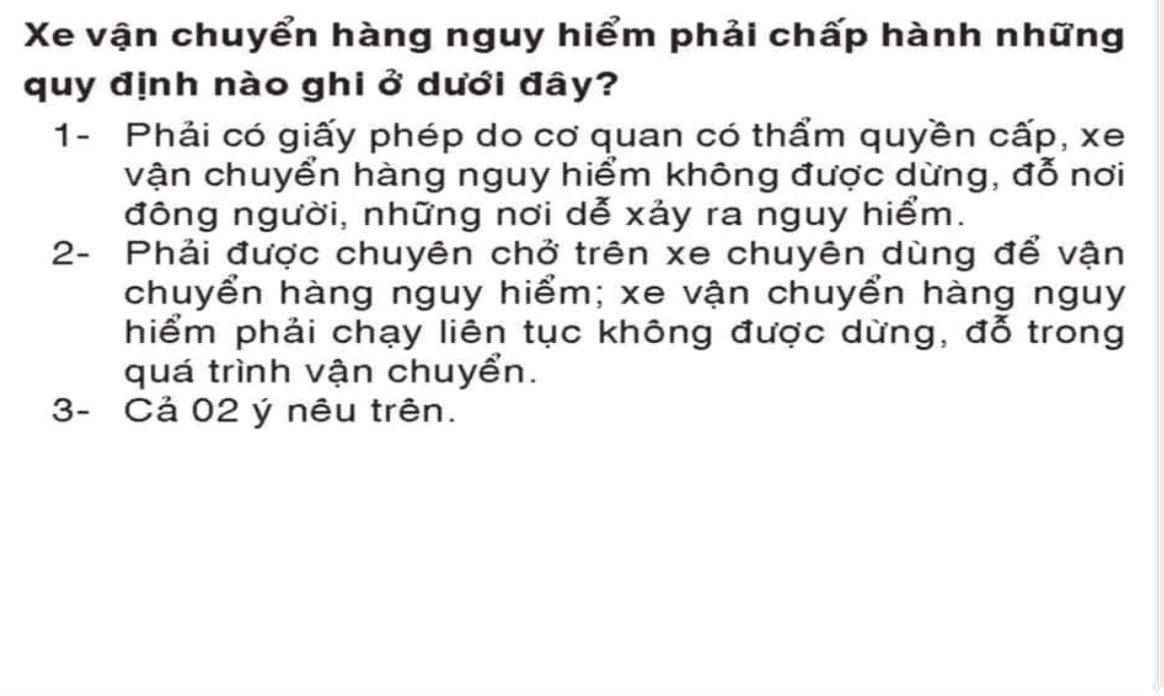 Xe vận chuyển hàng nguy hiểm phải chấp hành những
quy định nào ghi ở dưới đây?
1- Phải có giấy phép do cơ quan có thẩm quyền cấp, xe
vận chuyển hàng nguy hiểm không được dừng, đỗ nơi
đông người, những nơi dễ xảy ra nguy hiểm.
2- Phải được chuyên chở trên xe chuyên dùng để vận
chuyển hàng nguy hiểm; xe vận chuyển hàng nguy
hiểm phải chạy liên tục không được dừng, đỗ trong
quá trình vận chuyển.
3- Cả 02 ý nêu trên.